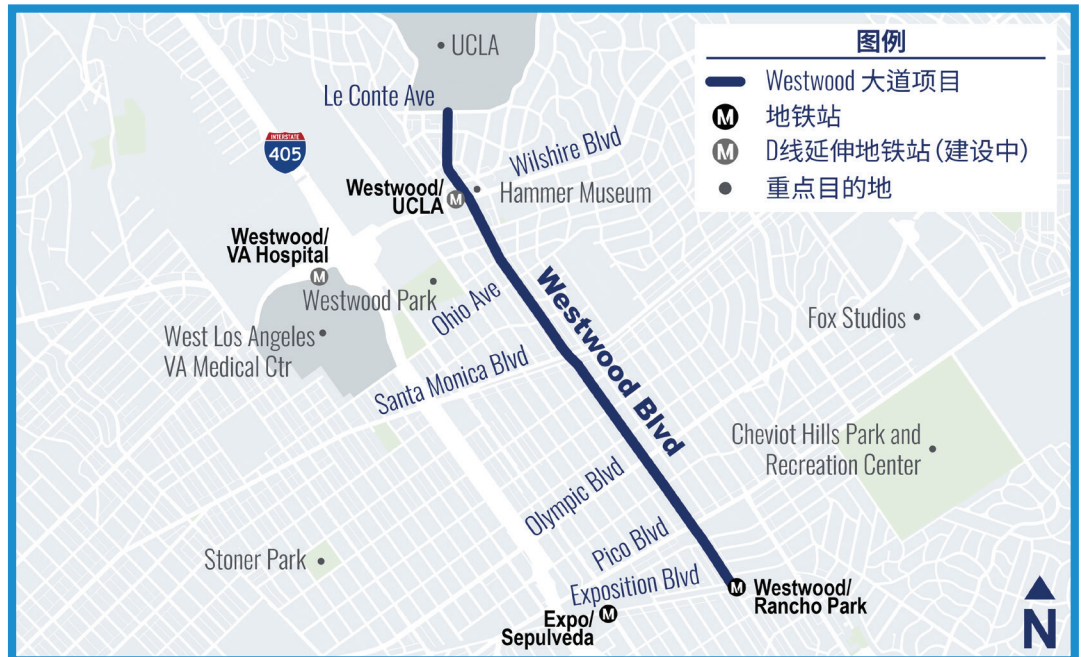 图例
Westwood 大道项目
地铁站
D线延伸地铁站(建设中)
重点目的地
UCLA
Le Conte Ave
INTERSTATE
405
Wilshire Blvd
Westwood/
UCLA
Hammer Museum
Westwood/
VA Hospital
Westwood Park
Ohio Ave
Westwood Blvd
West Los Angeles
VA Medical Ctr
Fox Studios
Santa Monica Blvd
Cheviot Hills Park and
Recreation Center
Olympic Blvd
Pico Blvd
Stoner Park
Exposition Blvd
Westwood/
Rancho Park
Expo/
Sepulveda
M
M
M
M
M
M
N